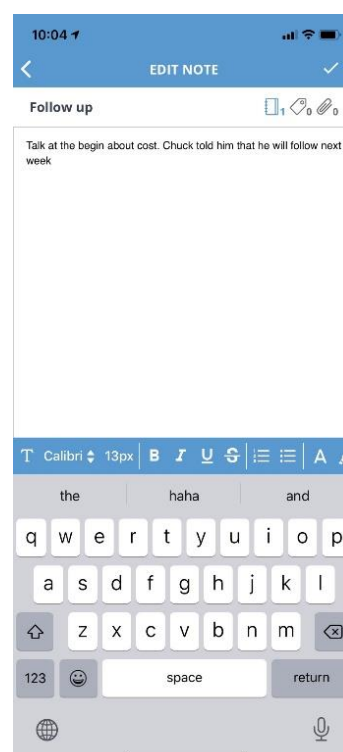 10:04
EDIT NOTE
Follow up
1 0 0
Talk at the begin about cost. Chuck told him that he will follow next
week
T Calibri 13px B I U S A
the haha and
q w e r t y u i o p
a s d f g h j k l
z x c v b n m
123 space return